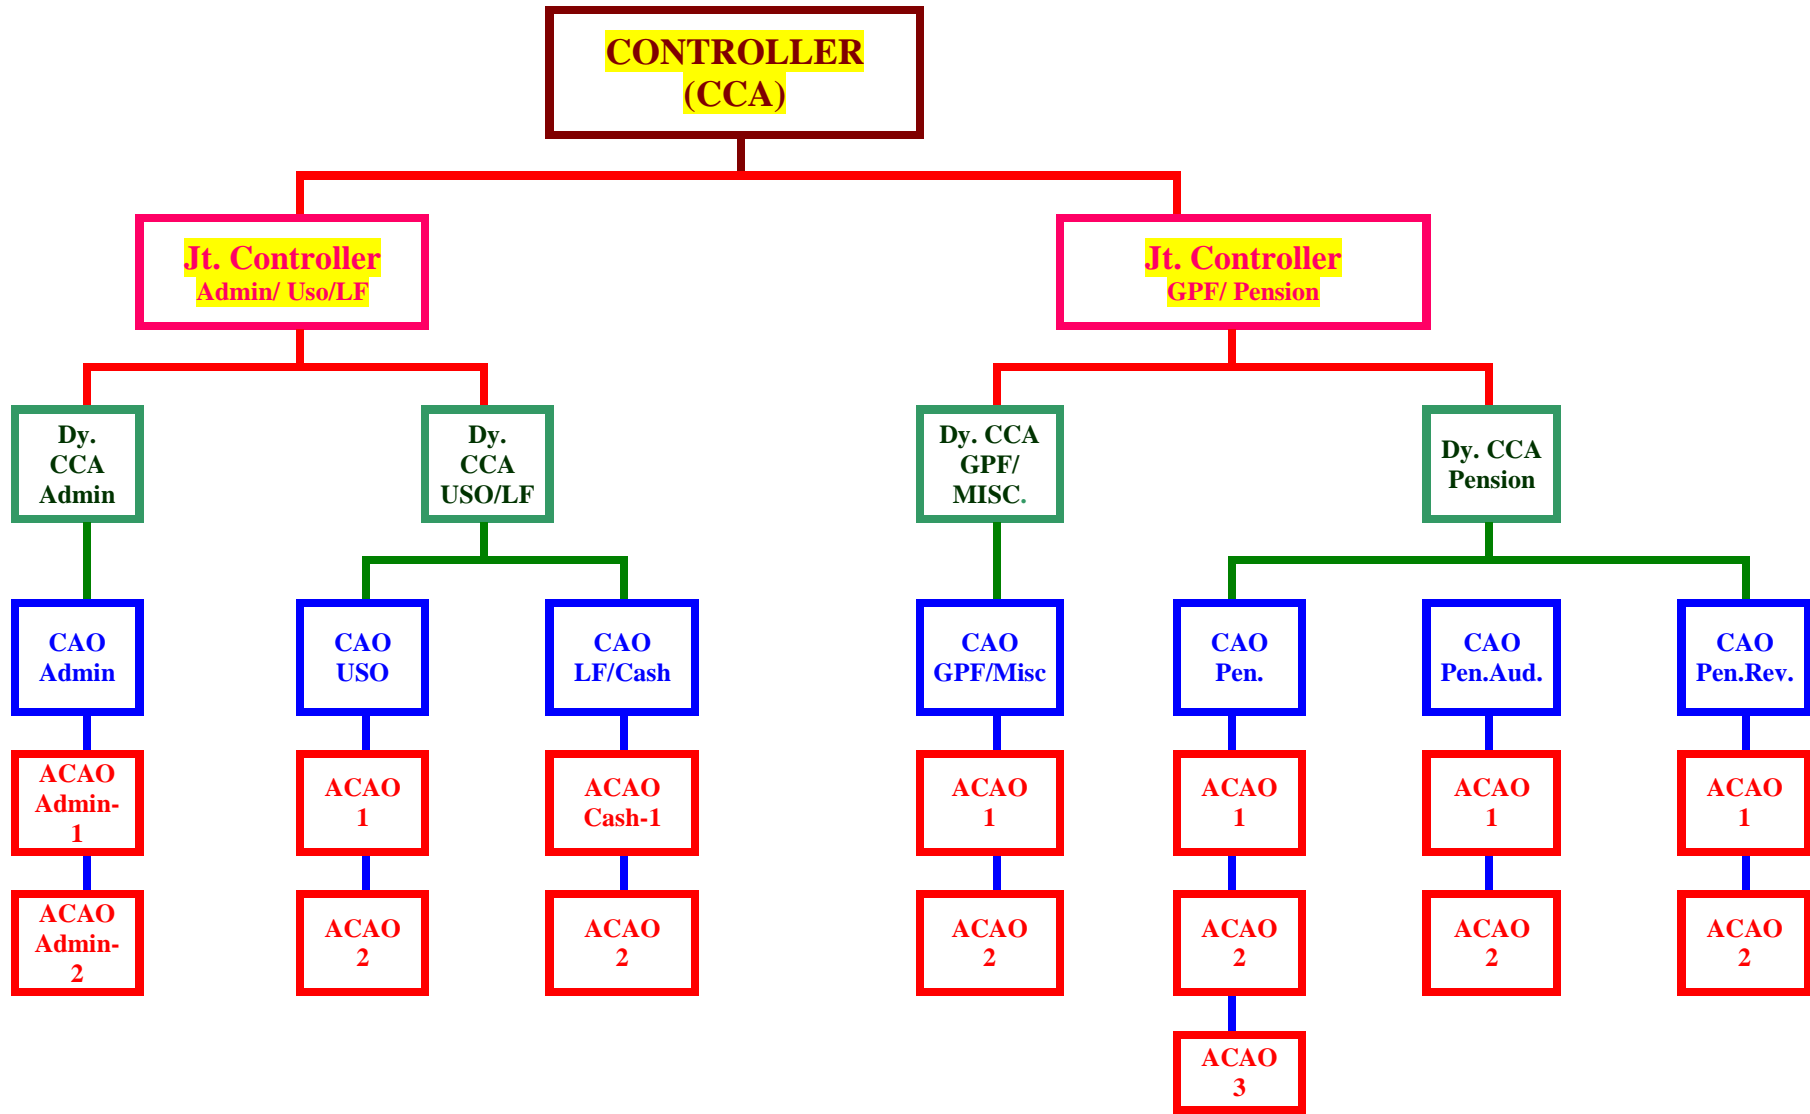 CONTROLLER
(CCA)
Jt. Controller
Admin/ Uso/LF
Jt. Controller
GPF/ Pension
Dy.
CCA
Admin
Dy.
CCA
USO/LF
Dy. CCA
GPF/
MISC.
Dy. CCA
Pension
CAO
Admin
CAO
USO
CAO
LF/Cash
CAO
GPF/Misc
CAO
Pen.
CAO
Pen.Aud.
CAO
Pen.Rev.
ACAO
Admin-
1
ACAO
1
ACAO
Cash-1
ACAO
1
ACAO
1
ACAO
1
ACAO
1
ACAO
Admin-
2
ACAO
2
ACAO
2
ACAO
2
ACAO
2
ACAO
2
ACAO
2
ACAO
3